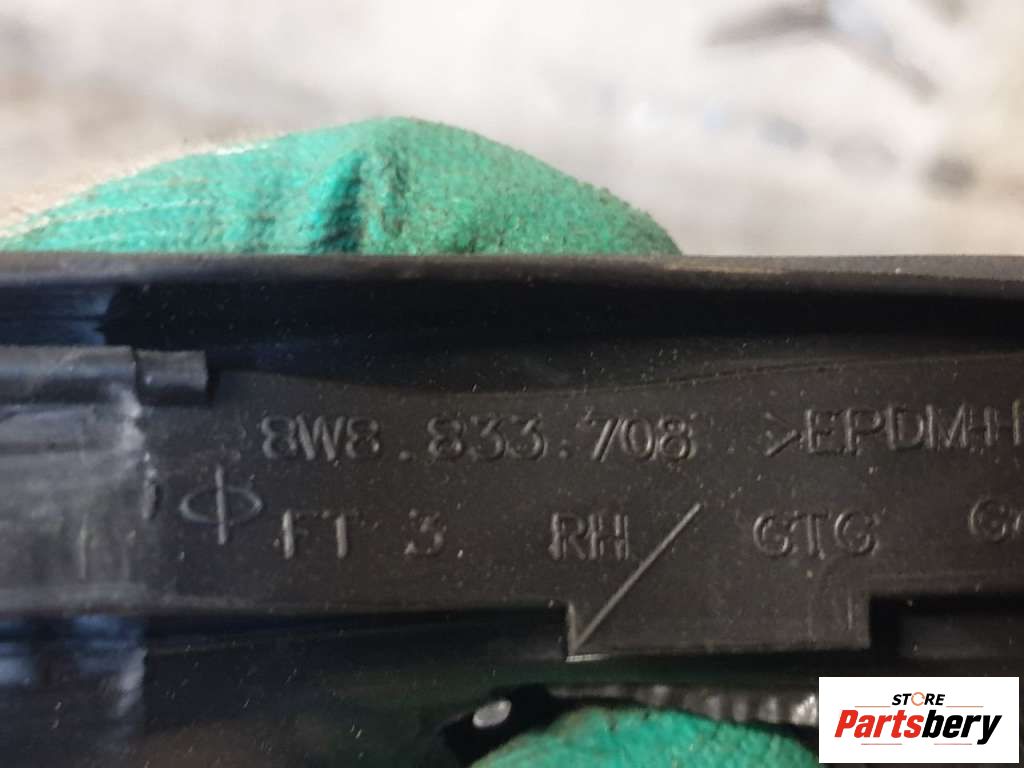 8W8.833.708 >EPDM+H
FT 3 RH GTG
STORE
Partsbery